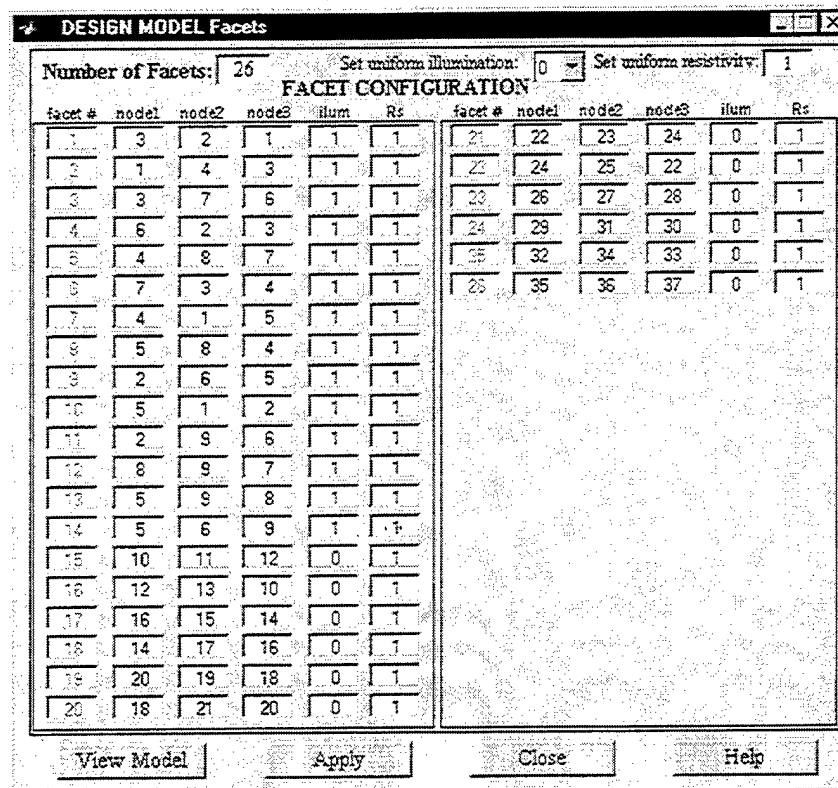 DESIGN MODEL Facets
Number of Facets: 26 Set uniform illumination: 0 Set uniform resistivity: 1
FACET CONFIGURATION
facet # node1 node2 node3 ilum Rs
1 3 2 1 1 1
2 1 4 3 1 1
3 3 7 6 1 1
4 6 2 3 1 1
5 4 8 7 1 1
6 7 3 4 1 1
7 4 1 5 1 1
8 5 8 4 1 1
9 2 6 5 1 1
10 5 1 2 1 1
11 2 9 6 1 1
12 8 9 7 1 1
13 5 9 8 1 1
14 5 6 9 1 1
15 10 11 12 0 1
16 12 13 10 0 1
17 16 15 14 0 1
18 14 17 16 0 1
19 20 19 18 0 1
20 18 21 20 0 1
facet # node1 node2 node3 ilum Rs
21 22 23 24 0 1
22 24 25 22 0 1
23 26 27 28 0 1
24 29 31 30 0 1
25 32 34 33 0 1
26 35 36 37 0 1
View Model Apply Close Help